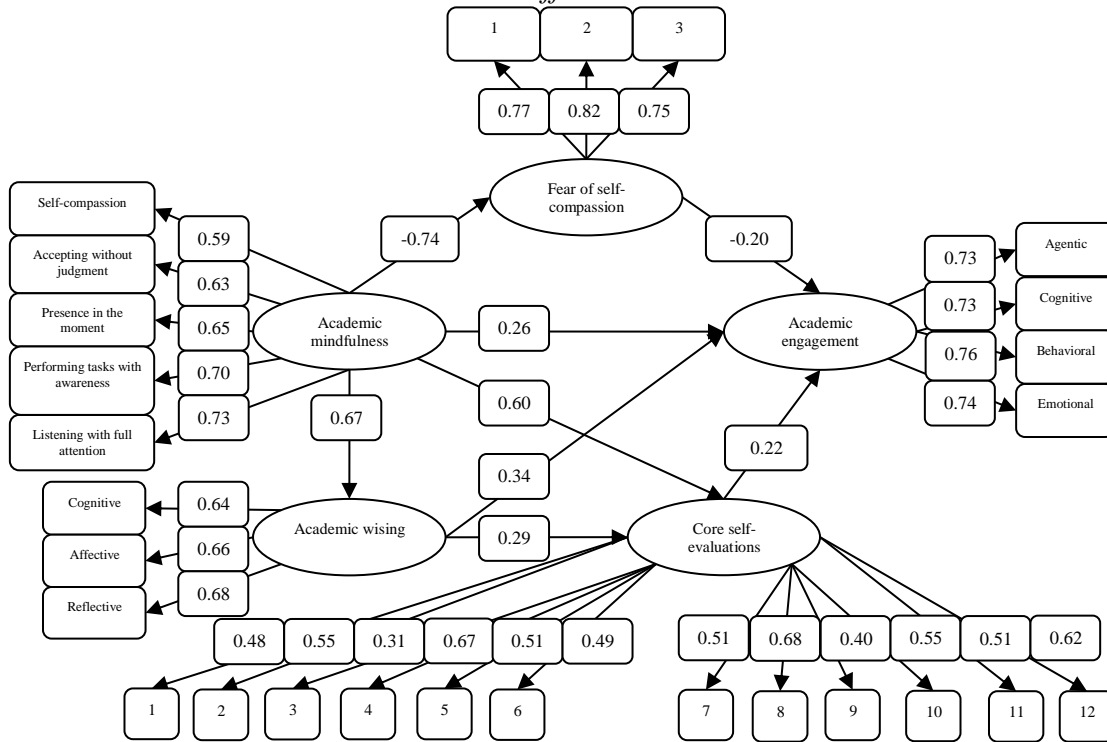 1
2
3
0.77
0.82
0.75
Fear of self-
compassion
-0.74
-0.20
Self-compassion
Accepting without
judgment
Presence in the
moment
Performing tasks with
awareness
Listening with full
attention
0.59
0.63
0.65
0.70
0.73
Academic
mindfulness
0.26
0.60
0.67
0.34
0.29
0.22
Academic
engagement
0.73
0.73
0.76
0.74
Agentic
Cognitive
Behavioral
Emotional
Cognitive
Affective
Reflective
0.64
0.66
0.68
Academic wising
Core self-
evaluations
0.48
0.55
0.31
0.67
0.51
0.49
0.51
0.68
0.40
0.55
0.51
0.62
1
2
3
4
5
6
7
8
9
10
11
12